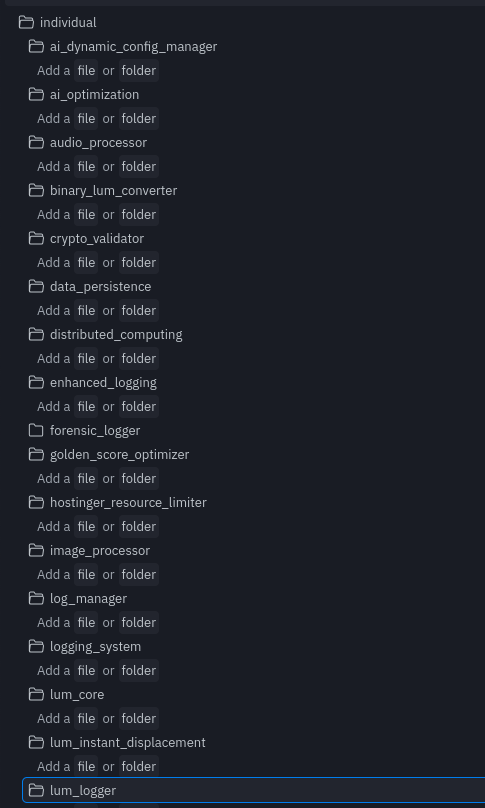 individual
ai_dynamic_config_manager
Add a file or folder
ai_optimization
Add a file or folder
audio_processor
Add a file or folder
binary_lum_converter
Add a file or folder
crypto_validator
Add a file or folder
data_persistence
Add a file or folder
distributed_computing
Add a file or folder
enhanced_logging
Add a file or folder
forensic_logger
golden_score_optimizer
Add a file or folder
hostinger_resource_limiter
Add a file or folder
image_processor
Add a file or folder
log_manager
Add a file or folder
logging_system
Add a file or folder
lum_core
Add a file or folder
lum_instant_displacement
Add a file or folder
lum_logger